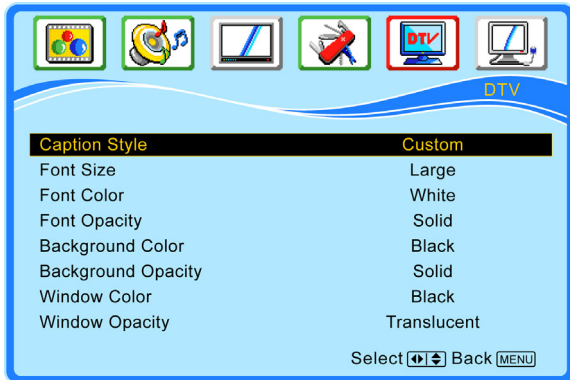 DTV
DTV
Caption Style Custom
Font Size Large
Font Color White
Font Opacity Solid
Background Color Black
Background Opacity Solid
Window Color Black
Window Opacity Translucent
Select Back MENU